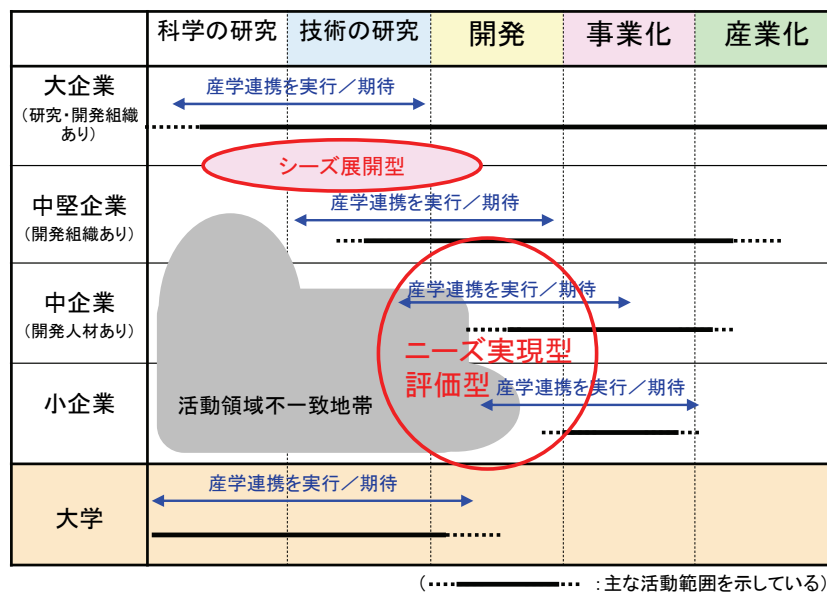 科学の研究
技術の研究
開発
事業化
産業化
大企業
(研究・開発組織
あり)
産学連携を実行／期待
シーズ展開型
中堅企業
(開発組織あり)
産学連携を実行／期待
中企業
(開発人材あり)
産学連携を実行／期待
ニーズ実現型
評価型
小企業
活動領域不一致地帯
産学連携を実行／期待
大学
産学連携を実行／期待
(:主な活動範囲を示している)